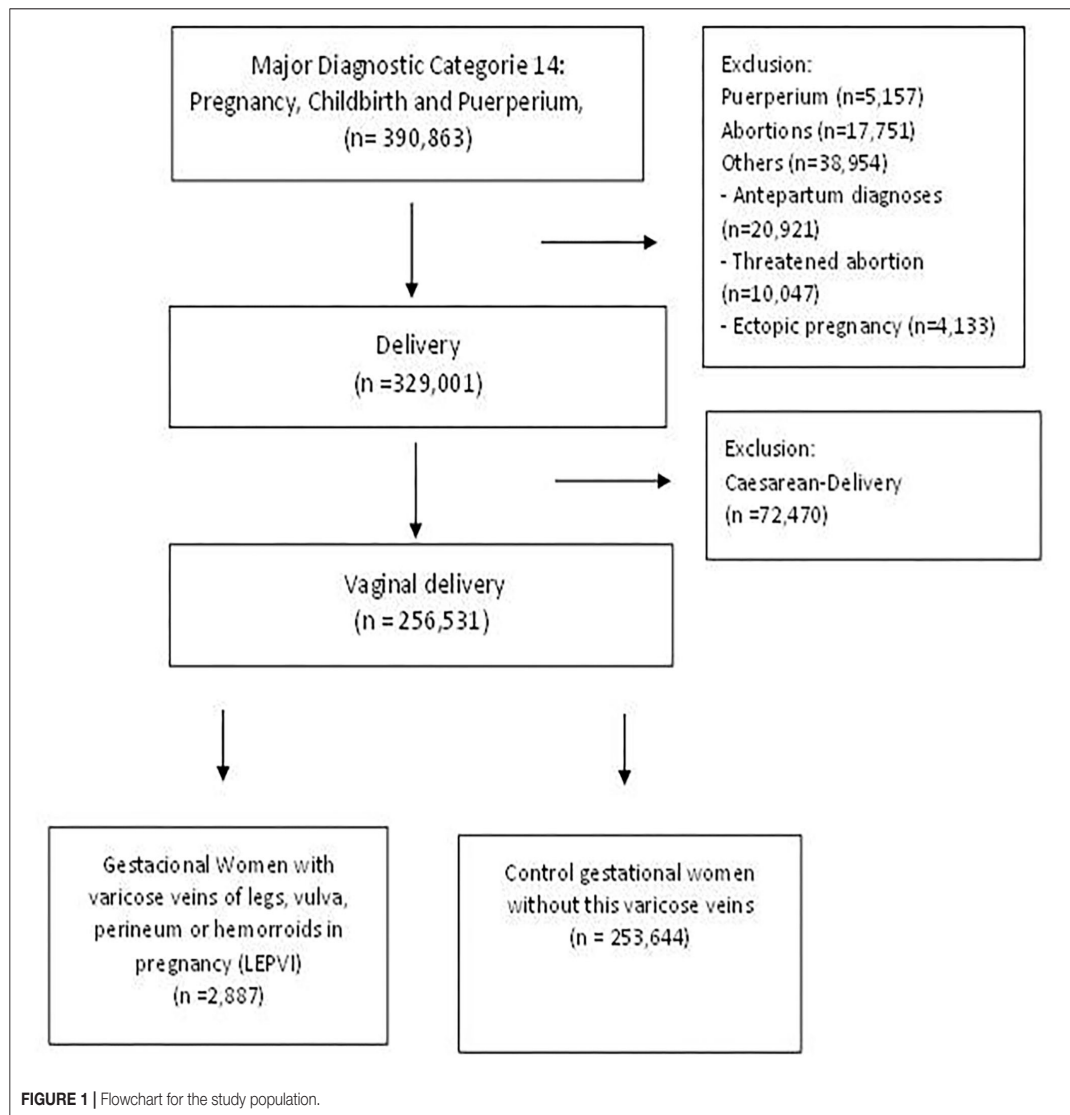 Major Diagnostic Categorie 14:
Pregnancy, Childbirth and Puerperium,
(n= 390,863)
Exclusion:
Puerperium (n=5,157)
Abortions (n=17,751)
Others (n=38,954)
- Antepartum diagnoses
(n=20,921)
- Threatened abortion
(n=10,047)
- Ectopic pregnancy (n=4,133)
Delivery
(n =329,001)
Exclusion:
Caesarean-Delivery
(n =72,470)
Vaginal delivery
(n = 256,531)
Gestacional Women with
varicose veins of legs, vulva,
perineum or hemorroids in
pregnancy (LEPVI)
(n =2,887)
Control gestational women
without this varicose veins
(n = 253,644)
FIGURE 1 | Flowchart for the study population.